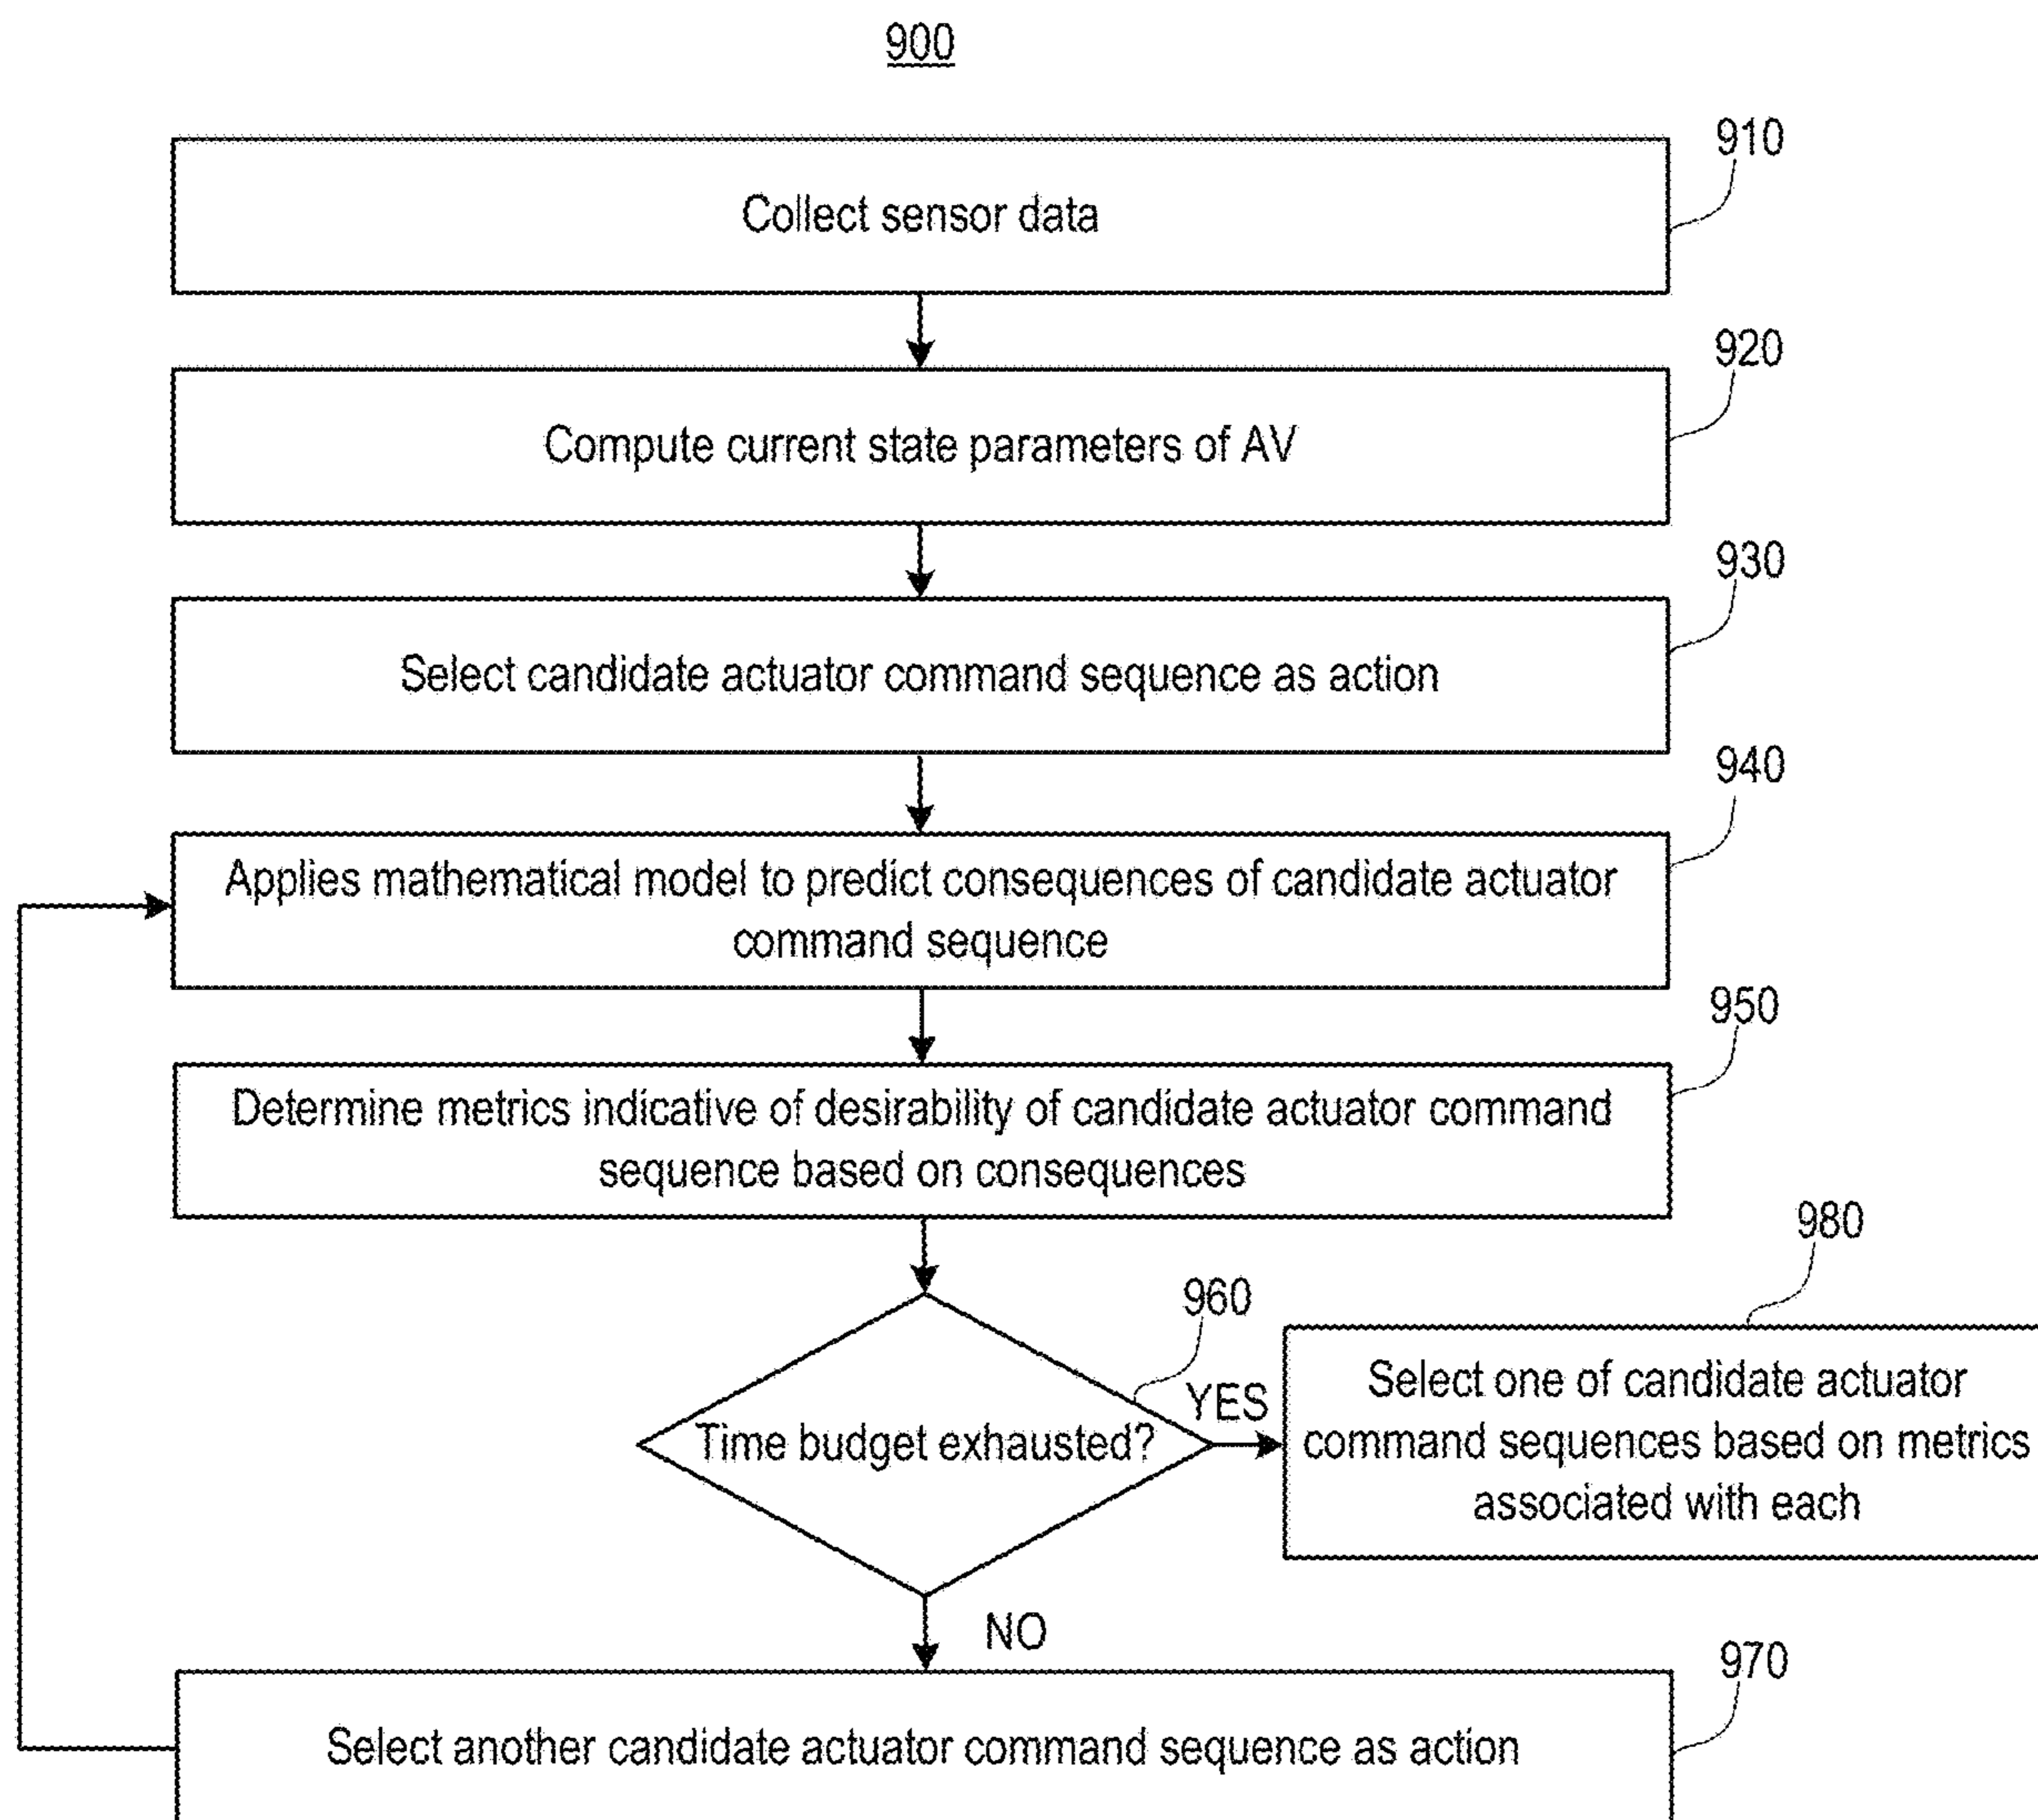 900
910
Collect sensor data
920
Compute current state parameters of AV
930
Select candidate actuator command sequence as action
940
Applies mathematical model to predict consequences of candidate actuator
command sequence
950
Determine metrics indicative of desirability of candidate actuator command
sequence based on consequences
960
Time budget exhausted?
YES
980
Select one of candidate actuator
command sequences based on metrics
associated with each
NO
970
Select another candidate actuator command sequence as action